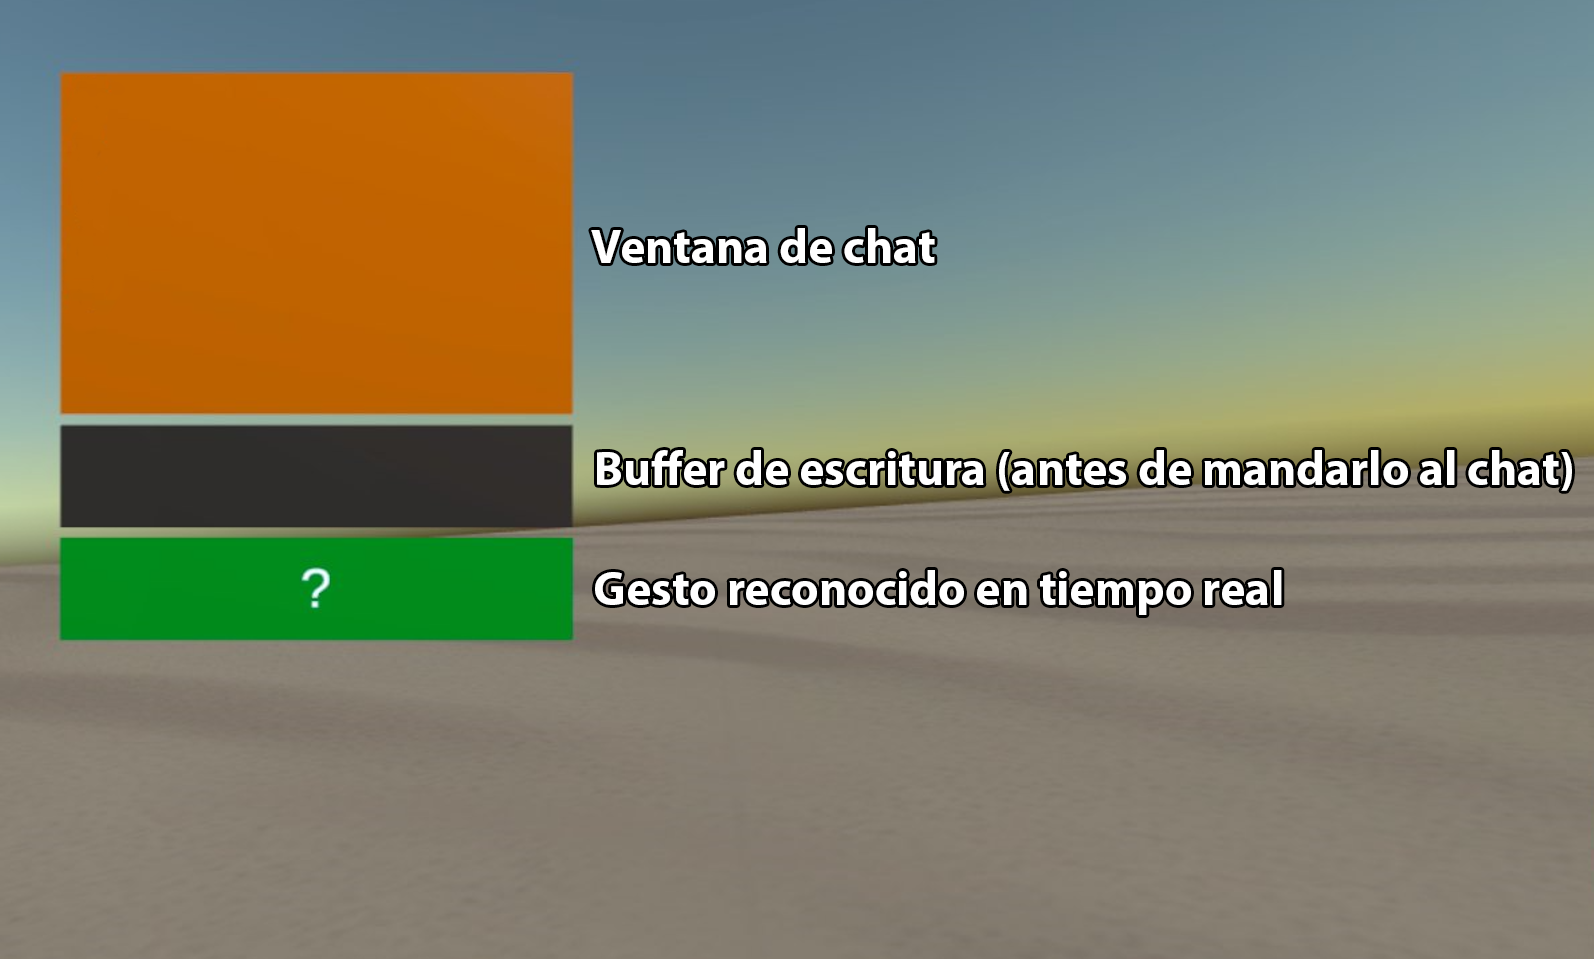 Ventana de chat
Buffer de escritura (antes de mandarlo al chat)
?
Gesto reconocido en tiempo real